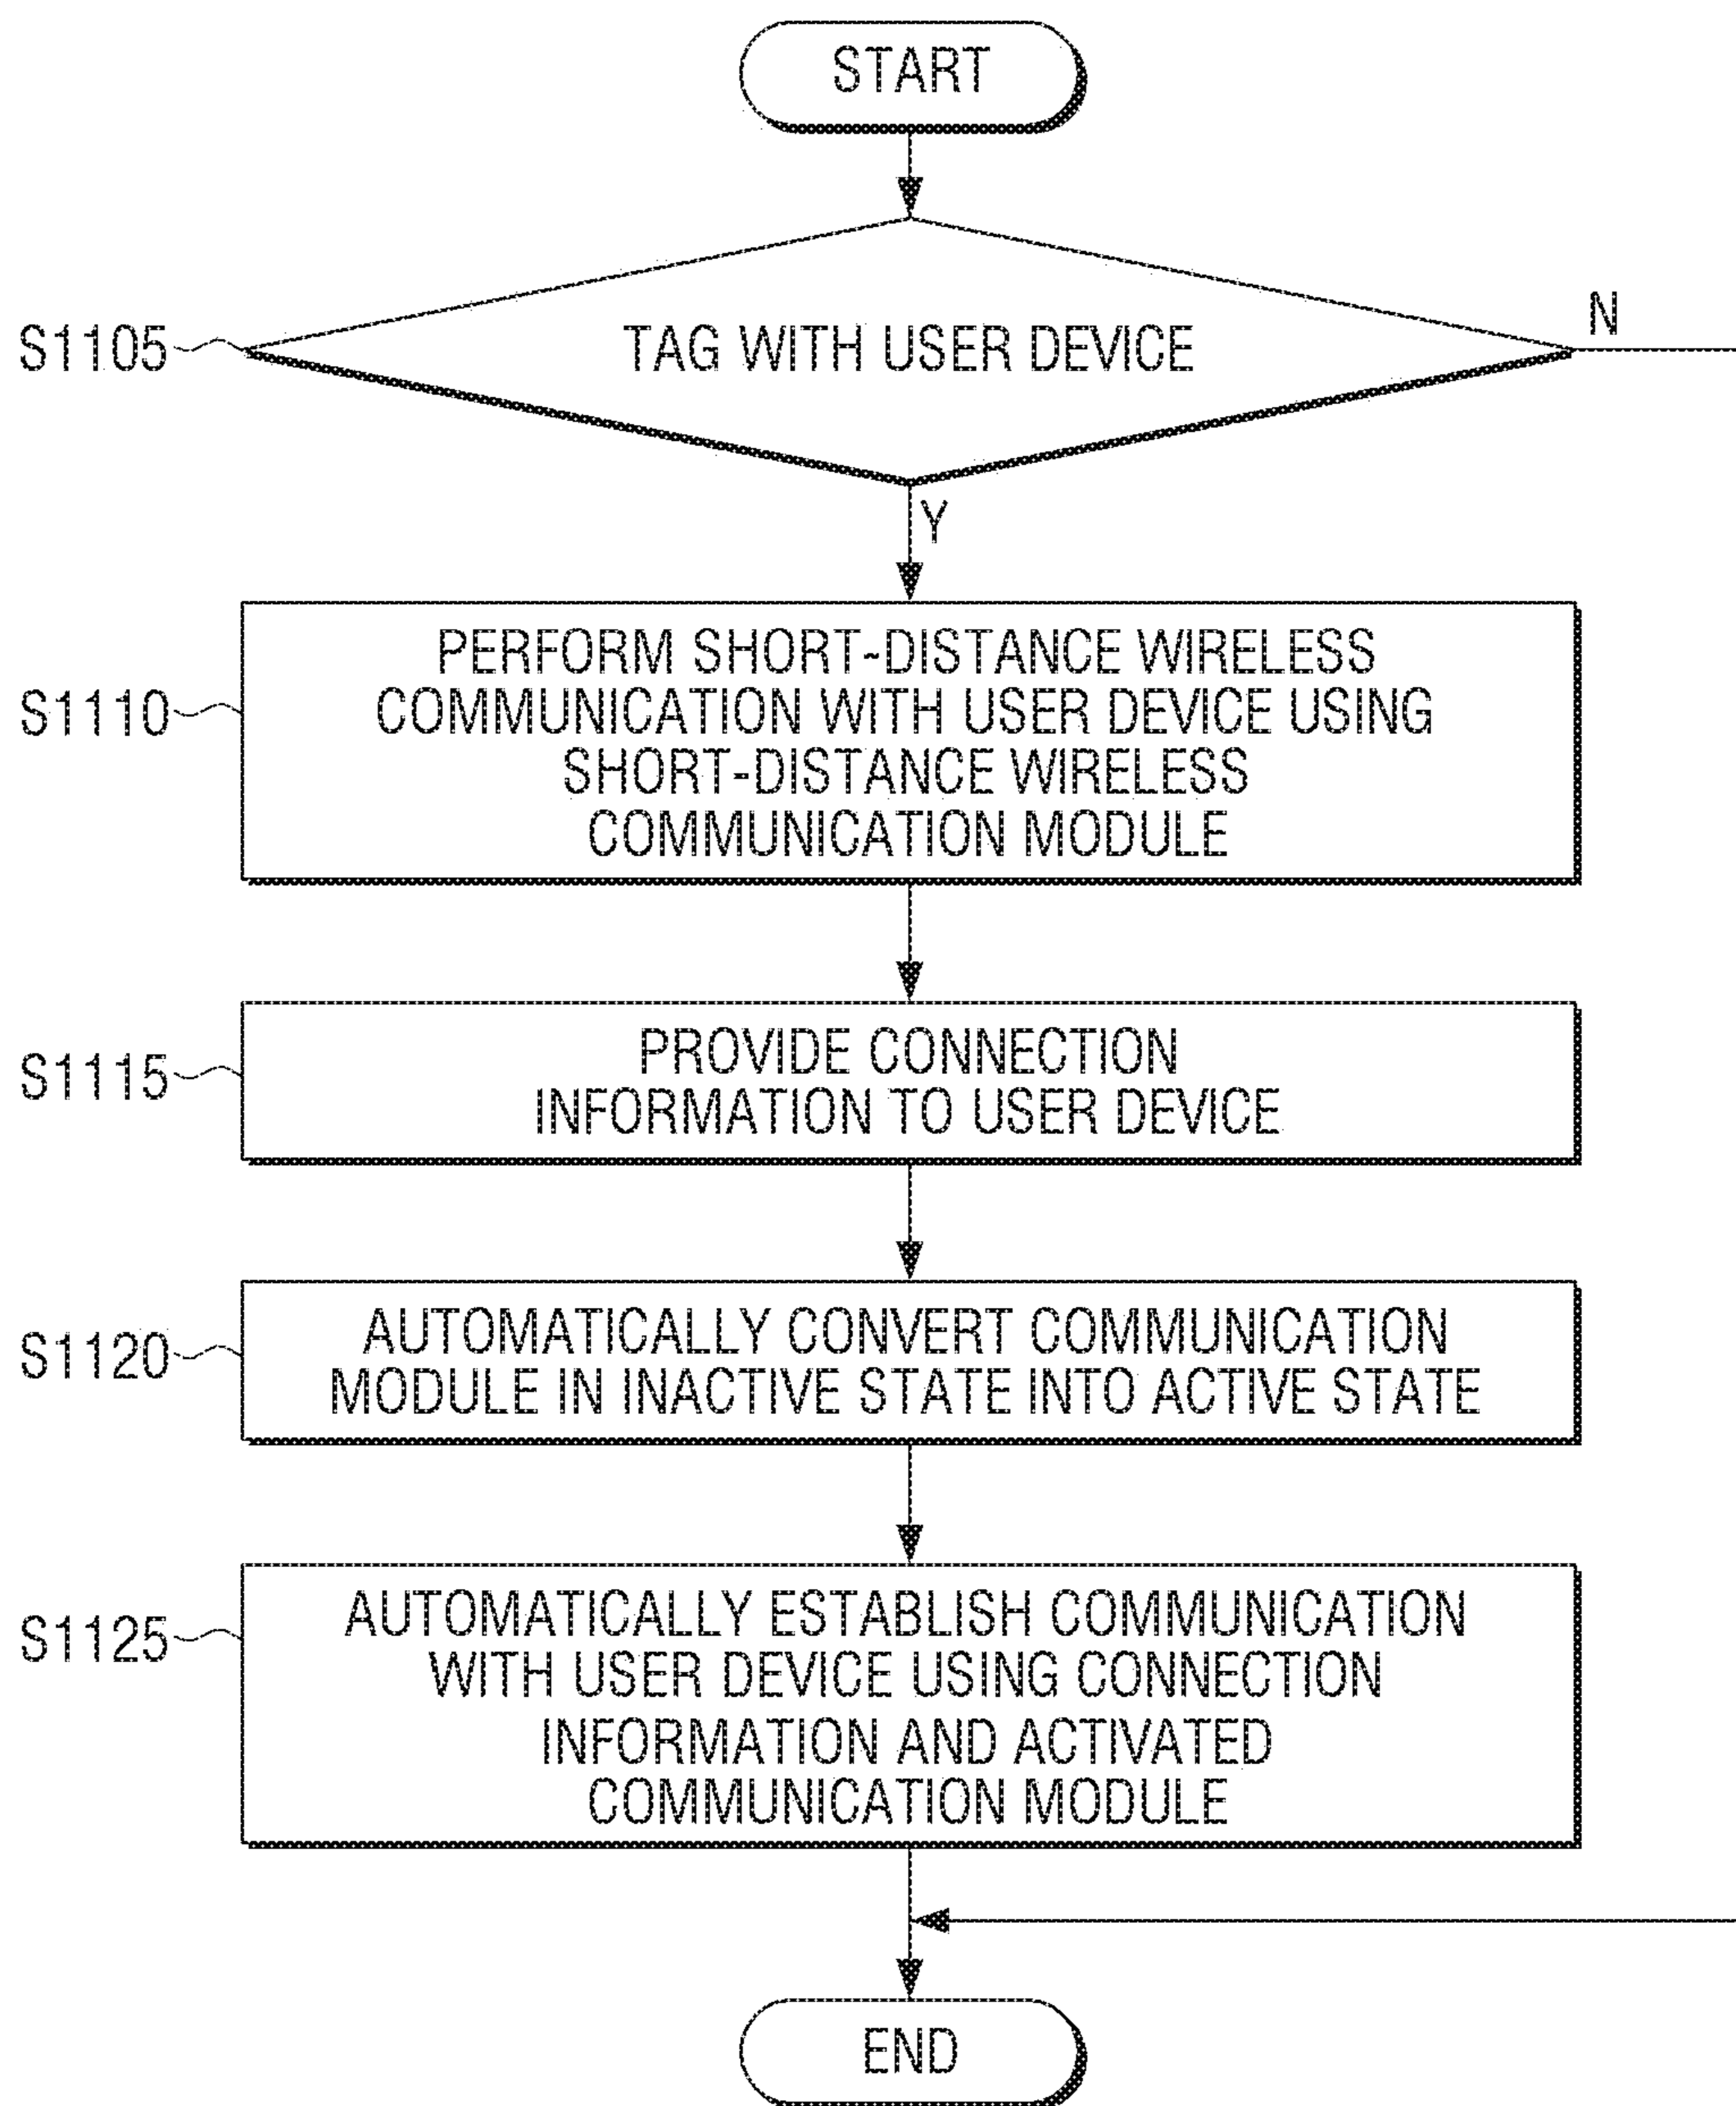 START
S1105
TAG WITH USER DEVICE
N
Y
S1110
PERFORM SHORT-DISTANCE WIRELESS
COMMUNICATION WITH USER DEVICE USING
SHORT-DISTANCE WIRELESS
COMMUNICATION MODULE
S1115
PROVIDE CONNECTION
INFORMATION TO USER DEVICE
S1120
AUTOMATICALLY CONVERT COMMUNICATION
MODULE IN INACTIVE STATE INTO ACTIVE STATE
S1125
AUTOMATICALLY ESTABLISH COMMUNICATION
WITH USER DEVICE USING CONNECTION
INFORMATION AND ACTIVATED
COMMUNICATION MODULE
END